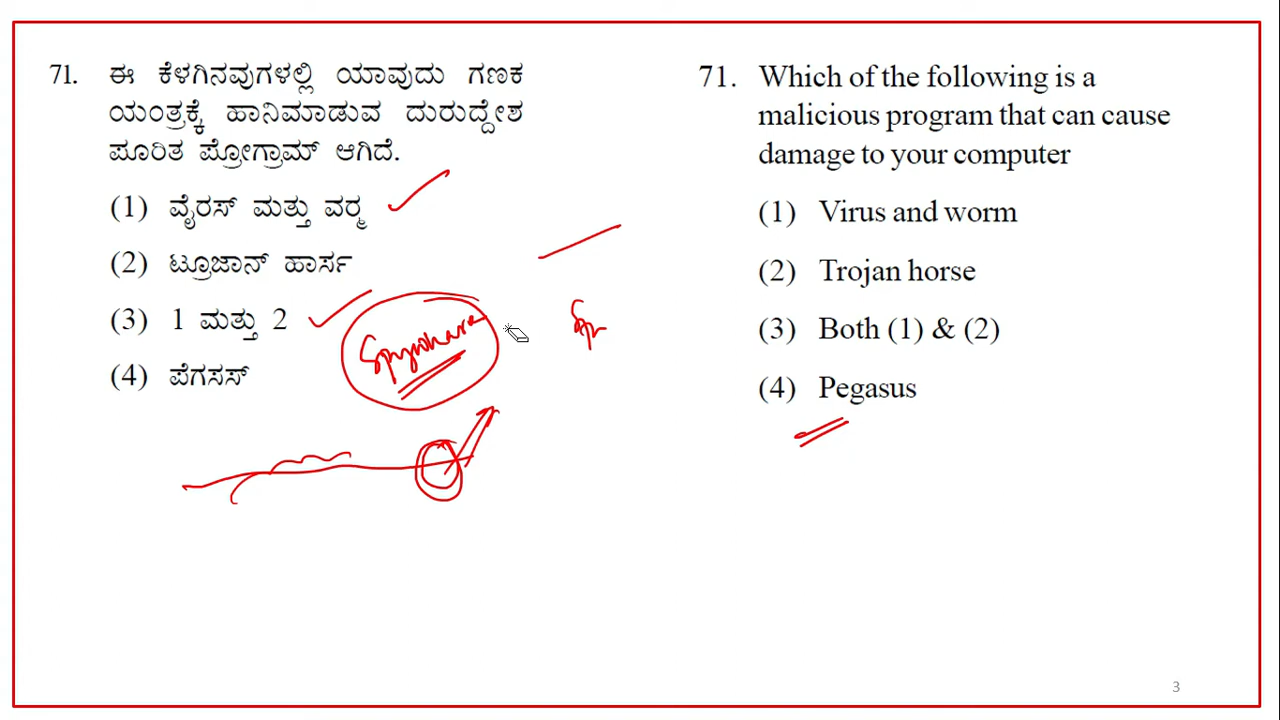 71. ಈ ಕೆಳಗಿನವುಗಳಲ್ಲಿ ಯಾವುದು ಗಣಕ
ಯಂತ್ರಕ್ಕೆ ಹಾನಿಮಾಡುವ ದುರುದ್ದೇಶ
ಪೂರಿತ ಪ್ರೋಗ್ರಾಮ್ ಆಗಿದೆ.
(1) ವೈರಸ್ ಮತ್ತು ವರ್ಮ
(2) ಟ್ರೂಜಾನ್ ಹಾರ್ಸ
(3) 1 ಮತ್ತು 2
(4) ಪೆಗಸಸ್
71. Which of the following is a
malicious program that can cause
damage to your computer
(1) Virus and worm
(2) Trojan horse
(3) Both (1) & (2)
(4) Pegasus
3